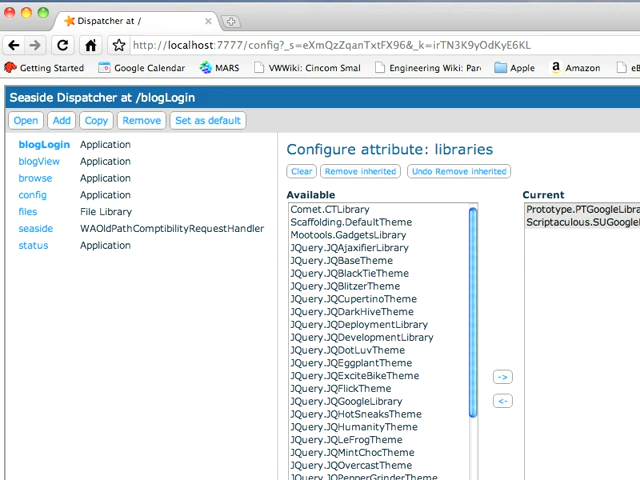 Dispatcher at /
http://localhost:7777/config?_s=eXmQzZqanTxtFX96&_k=irTN3K9yOdKyE6KL
Getting Started Google Calendar MARS VWWiki: Cincom Smal Engineering Wiki: Par Apple Amazon eB
Seaside Dispatcher at /blogLogin
Open Add Copy Remove Set as default
blogLogin Application
blogView Application
browse Application
config Application
files File Library
seaside WAOldPathComptibilityRequestHandler
status Application
Configure attribute: libraries
Clear Remove inherited Undo Remove inherited
Available
Comet.CTLibrary
Scaffolding.DefaultTheme
Mootools.GadgetsLibrary
JQuery.JQAjaxifierLibrary
JQuery.JQBaseTheme
JQuery.JQBlackTieTheme
JQuery.JQBlitzerTheme
JQuery.JQCupertinoTheme
JQuery.JQDarkHiveTheme
JQuery.JQDeploymentLibrary
JQuery.JQDevelopmentLibrary
JQuery.JQDotLuvTheme
JQuery.JQEggplantTheme
JQuery.JQExciteBikeTheme
JQuery.JQFlickTheme
JQuery.JQGoogleLibrary
JQuery.JQHotSneaksTheme
JQuery.JQHumanityTheme
JQuery.JQLeFrogTheme
JQuery.JQMintChocTheme
JQuery.JQOvercastTheme
JQuery.JQPepperGrinderTheme
->
<-
Current
Prototype.PTGoogleLibra
Scriptaculous.SUGoogle